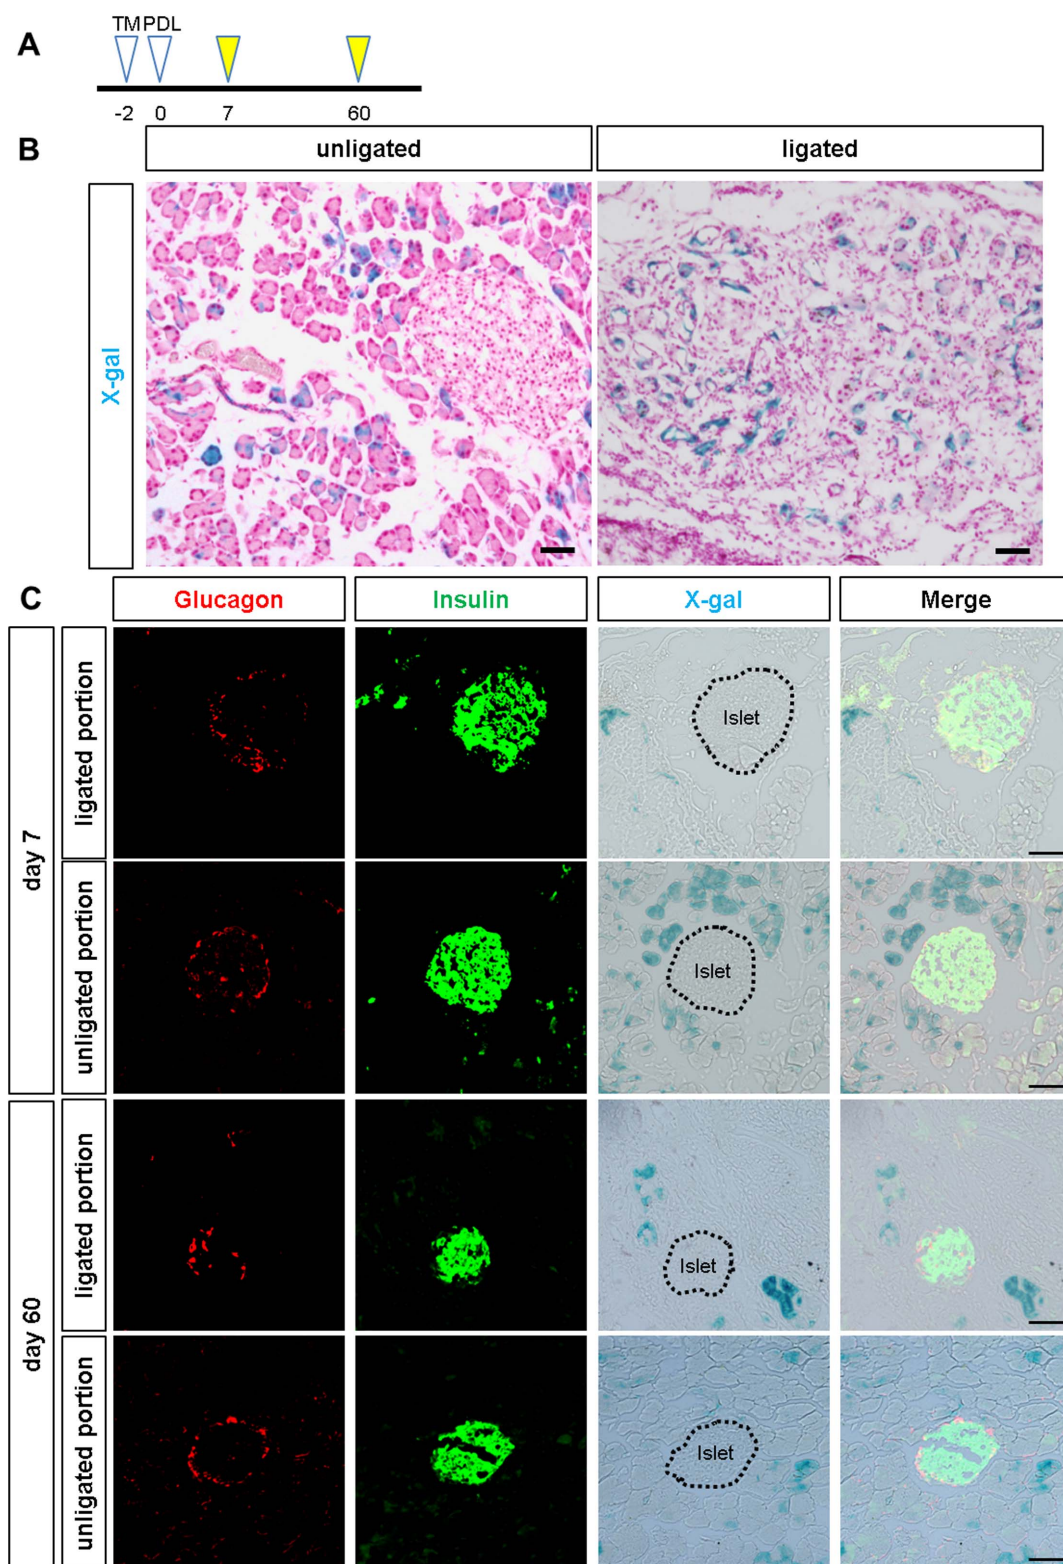 A
TM PDL
-2 0 7 60
B
unligated ligated
X-gal
C
Glucagon Insulin X-gal Merge
day 7
ligated portion
Islet
unligated portion
Islet
day 60
ligated portion
Islet
unligated portion
Islet